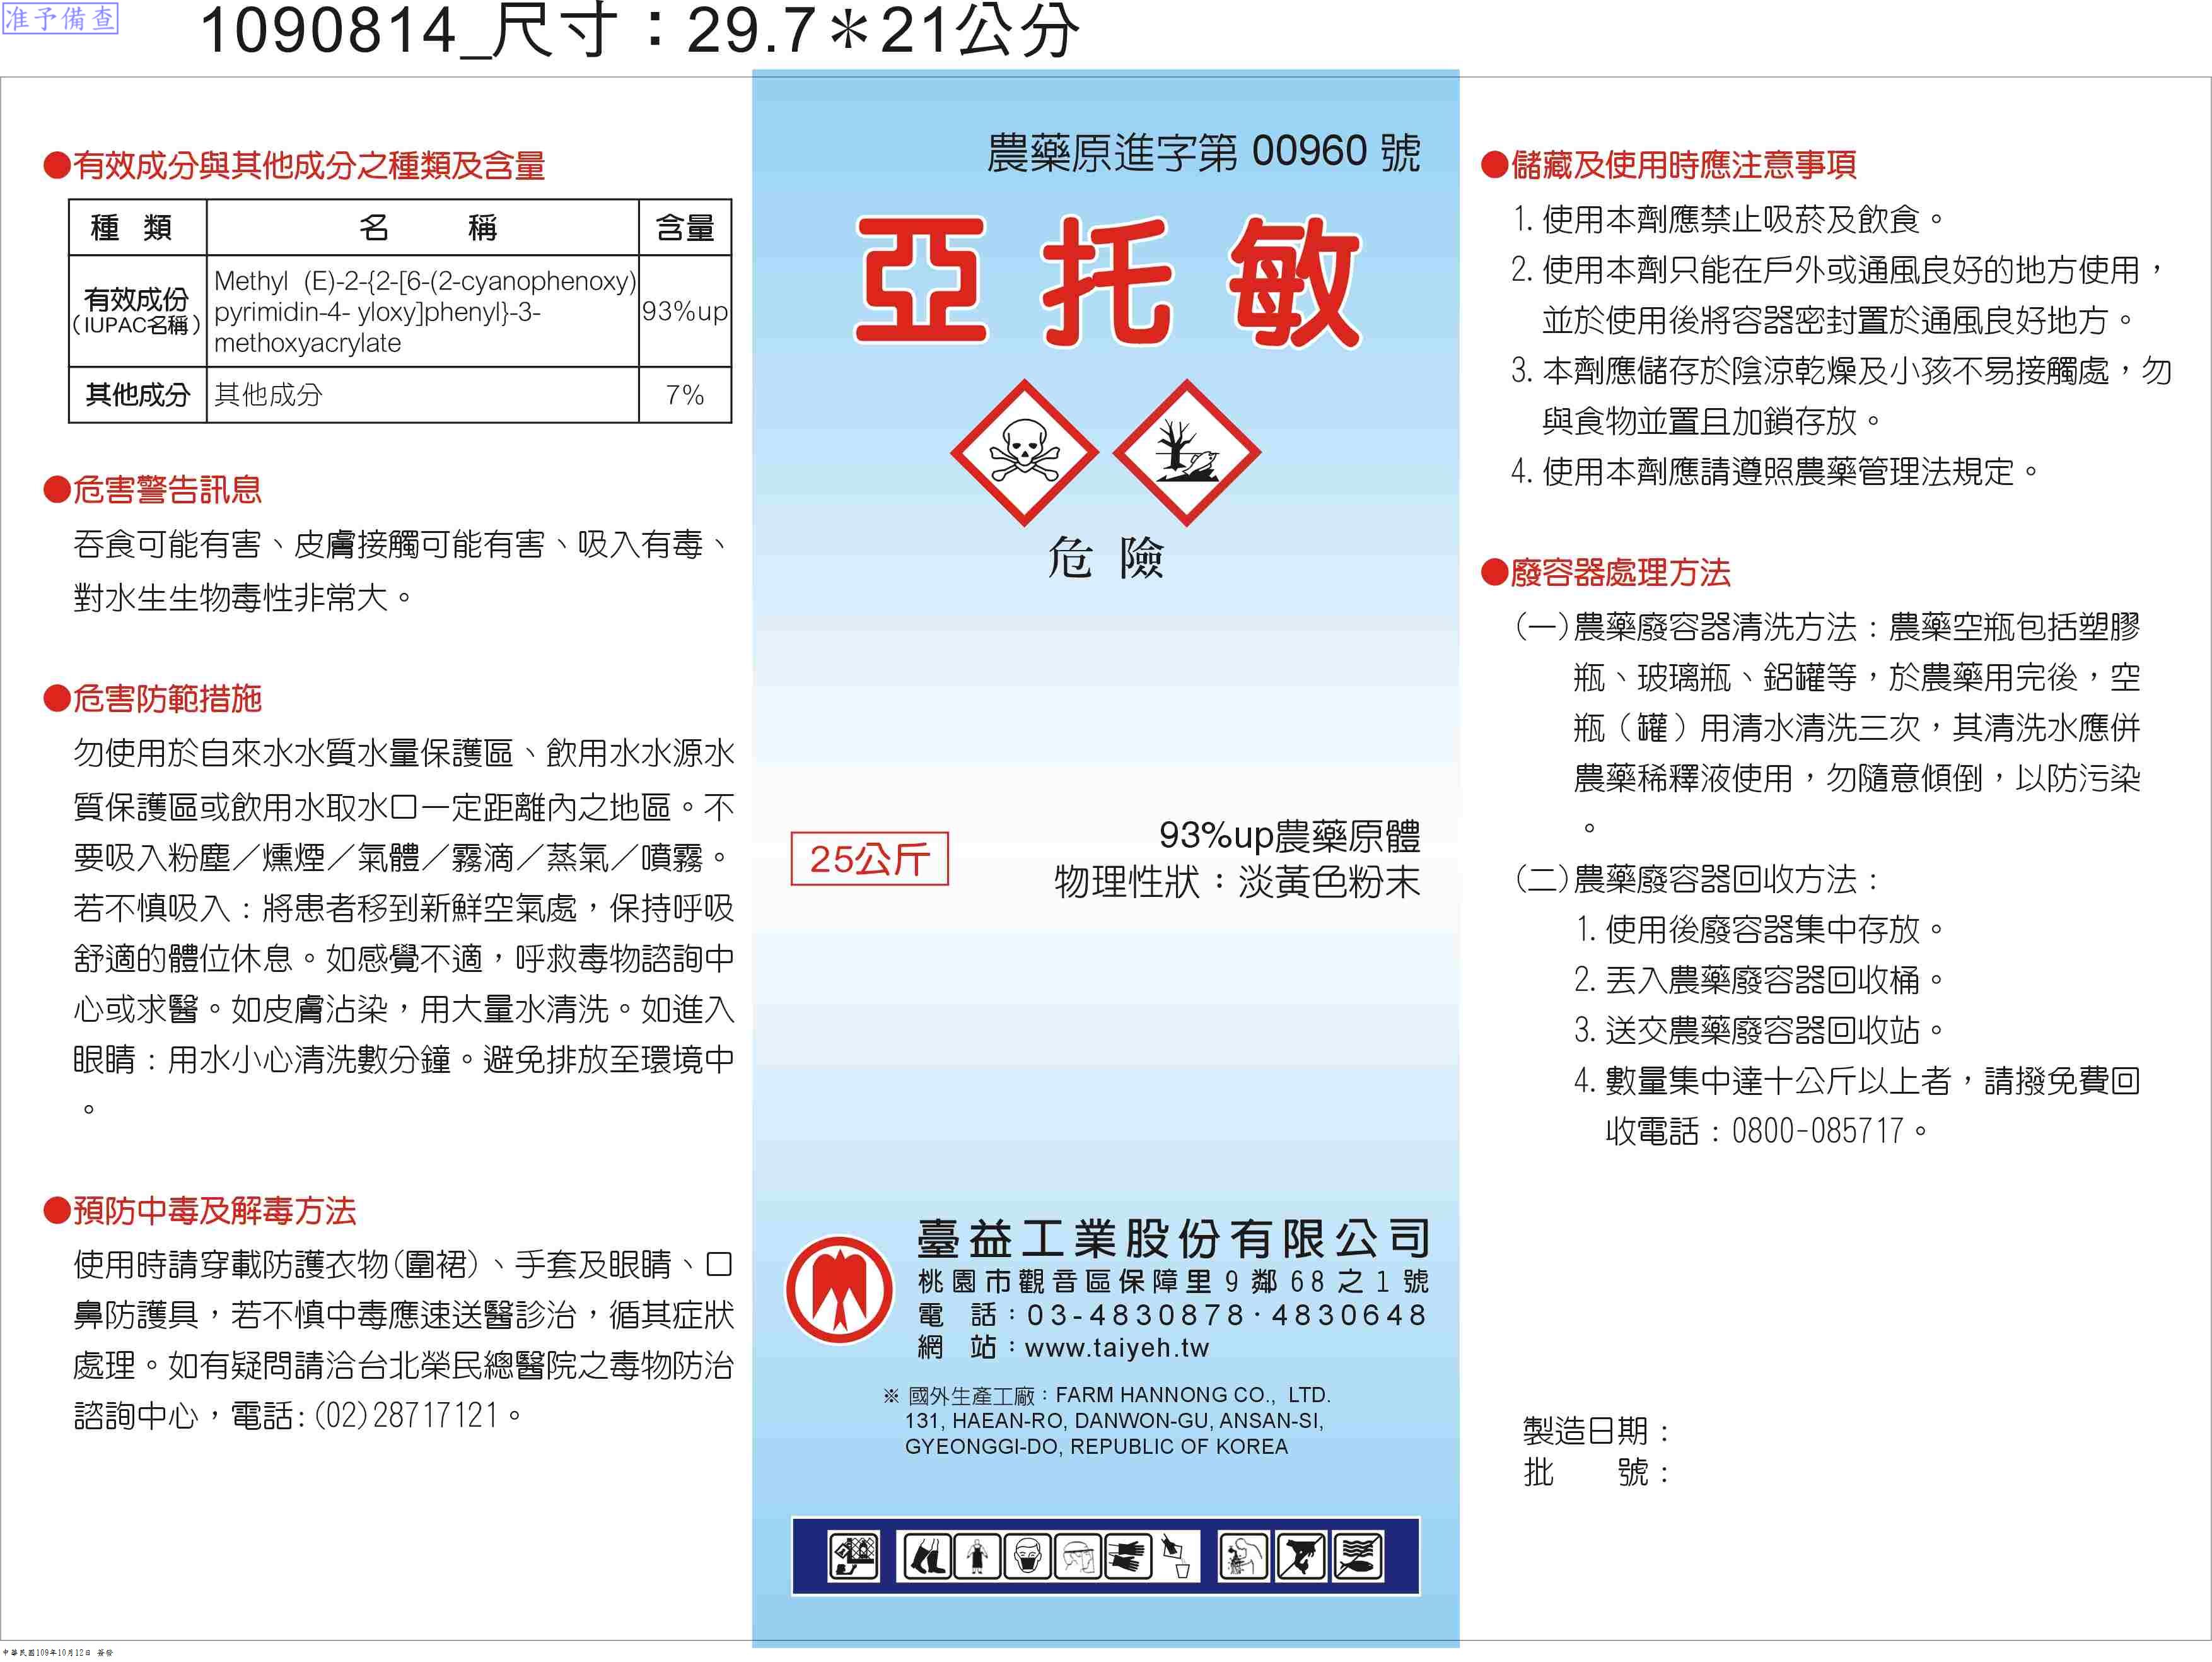 准予備查
1090814_尺寸：29.7＊21公分
●有效成分與其他成分之種類及含量
種 類 名 稱 含量
有效成份
（IUPAC名稱）
Methyl (E)-2-{2-[6-(2-cyanophenoxy)
pyrimidin-4- yloxy]phenyl}-3-
methoxyacrylate
93%up
其他成分 其他成分 7%
●危害警告訊息
吞食可能有害、皮膚接觸可能有害、吸入有毒、
對水生生物毒性非常大。
●危害防範措施
勿使用於自來水水質水量保護區、飲用水水源水
質保護區或飲用水取水口一定距離內之地區。不
要吸入粉塵／燻煙／氣體／霧滴／蒸氣／噴霧。
若不慎吸入：將患者移到新鮮空氣處，保持呼吸
舒適的體位休息。如感覺不適，呼救毒物諮詢中
心或求醫。如皮膚沾染，用大量水清洗。如進入
眼睛：用水小心清洗數分鐘。避免排放至環境中
。
●預防中毒及解毒方法
使用時請穿載防護衣物(圍裙)、手套及眼睛、口
鼻防護具，若不慎中毒應速送醫診治，循其症狀
處理。如有疑問請洽台北榮民總醫院之毒物防治
諮詢中心，電話:(02)28717121。
農藥原進字第 00960 號
亞托敏
危 險
25公斤
93%up農藥原體
物理性狀：淡黃色粉末
臺益工業股份有限公司
桃園市觀音區保障里9鄰68之1號
電 話：03-4830878·4830648
網 站：www.taiyeh.tw
※ 國外生產工廠：FARM HANNONG CO., LTD.
131, HAEAN-RO, DANWON-GU, ANSAN-SI,
GYEONGGI-DO, REPUBLIC OF KOREA
●儲藏及使用時應注意事項
1. 使用本劑應禁止吸菸及飲食。
2. 使用本劑只能在戶外或通風良好的地方使用，
並於使用後將容器密封置於通風良好地方。
3. 本劑應儲存於陰涼乾燥及小孩不易接觸處，勿
與食物並置且加鎖存放。
4. 使用本劑應請遵照農藥管理法規定。
●廢容器處理方法
(一)農藥廢容器清洗方法：農藥空瓶包括塑膠
瓶、玻璃瓶、鋁罐等，於農藥用完後，空
瓶（罐）用清水清洗三次，其清洗水應併
農藥稀釋液使用，勿隨意傾倒，以防污染
。
(二)農藥廢容器回收方法：
1. 使用後廢容器集中存放。
2. 丟入農藥廢容器回收桶。
3. 送交農藥廢容器回收站。
4. 數量集中達十公斤以上者，請撥免費回
收電話：0800-085717。
製造日期：
批 號：
中華民國109年10月12日 簽發